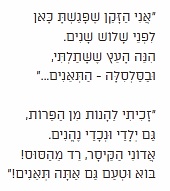 "אֲנִי הַזָּקֵן שֶׁפָּגַשְׁתָּ כָּאן
לִפְנֵי שָׁלוֹשׁ שָׁנִים.
הִנֵּה הָעֵץ שֶׁשָּׁתַלְתִּי,
וּבַסַּלְסִלָּה – הַתְּאֵנִים..."

"זָכִיתִי לֵהָנוֹת מִן הַפֵּרוֹת,
גַּם יְלָדַי וּנְכָדַי נֶהֱנִים.
אֲדוֹנִי הַקֵּיסָר, רֵד מֵהַסּוּס!
בּוֹא וּטְעַם גַּם אַתָּה תְּאֵנִים!"